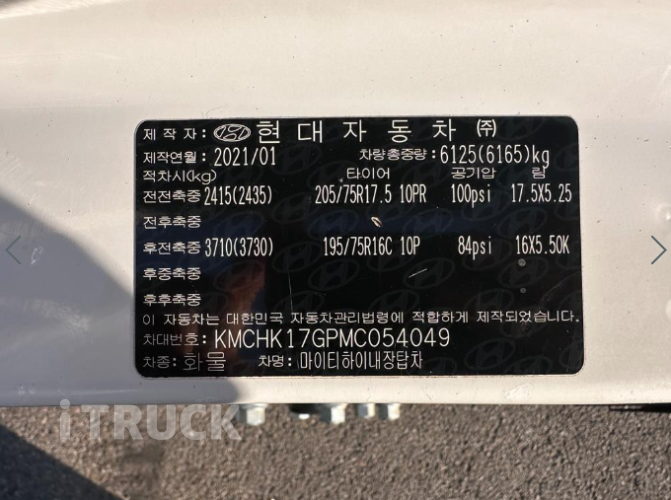 제 작 자: HYUNDAI 현 대 자 동 차 ㈜
제작연월: 2021/01 차량총중량: 6125(6165)kg
적차시(kg) 타이어 공기압 림
전전축중 2415(2435) 205/75R17.5 10PR 100psi 17.5X5.25
전후축중
후전축중 3710(3730) 195/75R16C 10P 84psi 16X5.50K
후중축중
후후축중
이 자동차는 대한민국 자동차관리법령에 적합하게 제작되었음
차대번호: KMCHK17GPMC054049
차종: 화 물 차명: 마이티하이내장탑차
iTRUCK